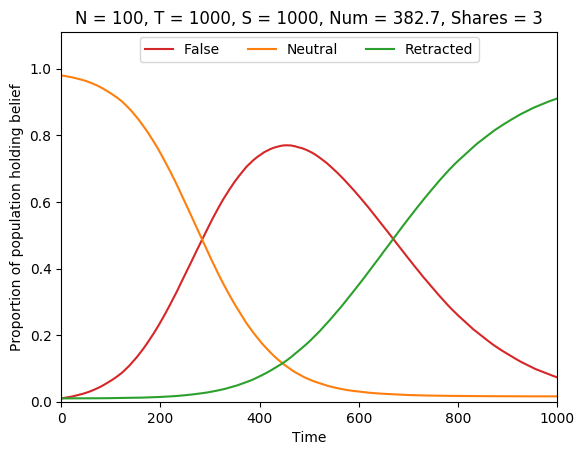 N = 100, T = 1000, S = 1000, Num = 382.7, Shares = 3
False Neutral Retracted
1.0
0.8
0.6
0.4
0.2
0.0
Proportion of population holding belief
0 200 400 600 800 1000
Time